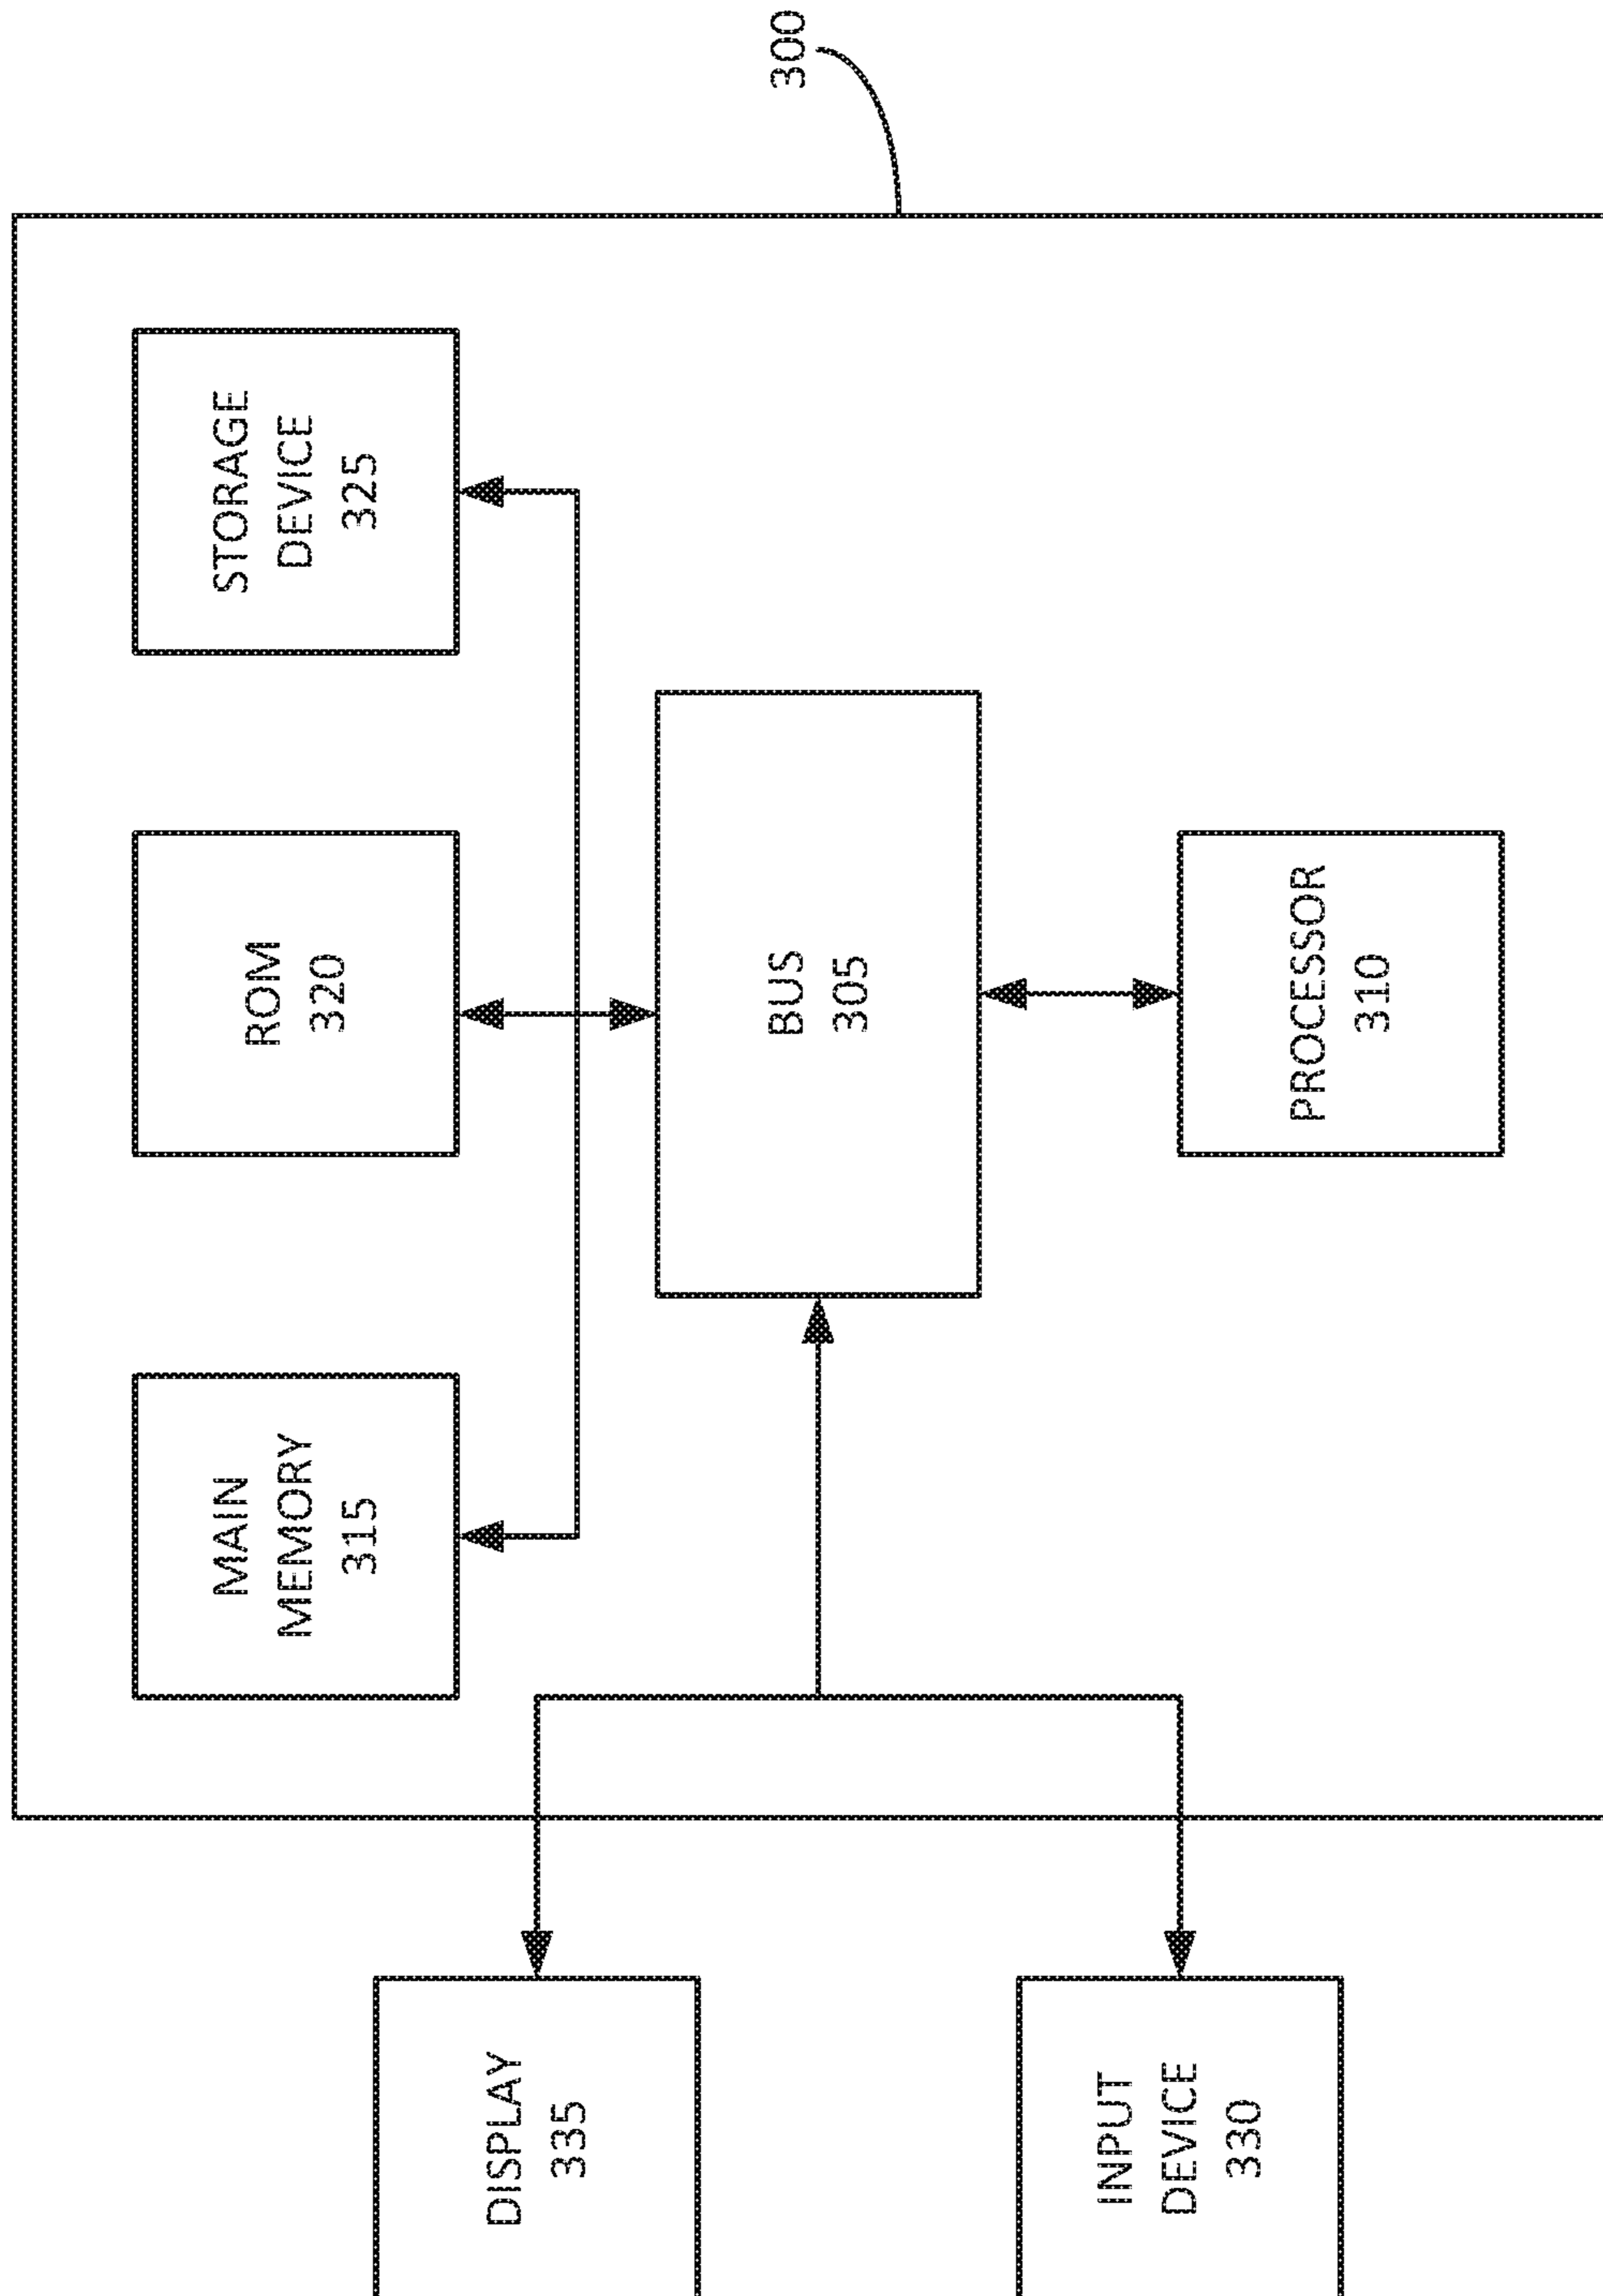 MAIN
MEMORY
315
ROM
320
STORAGE
DEVICE
325
DISPLAY
335
BUS
305
300
INPUT
DEVICE
330
PROCESSOR
310